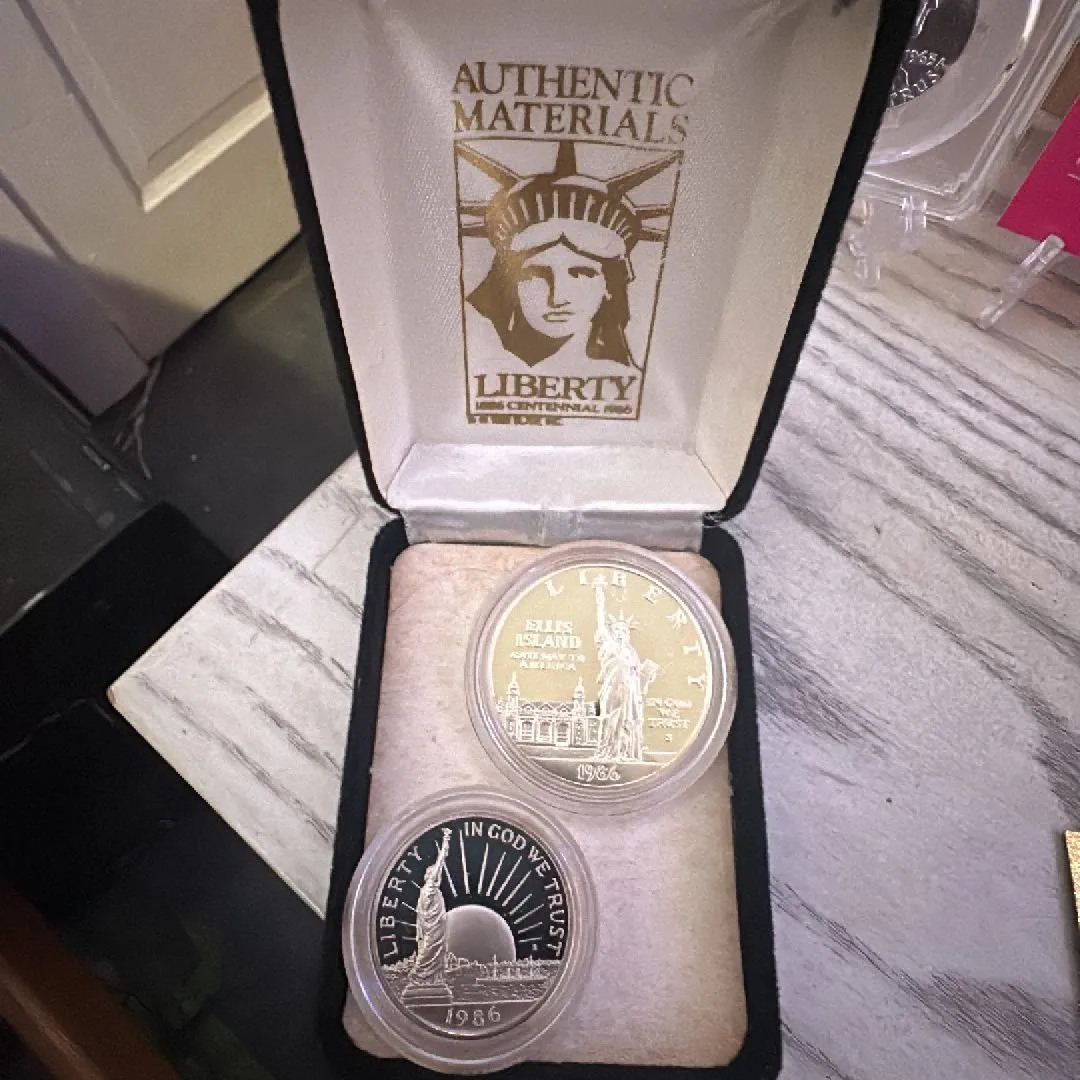 AUTHENTIC
MATERIALS
LIBERTY
1886 CENTENNIAL 1986
LIBERTY
ELLIS
ISLAND
GATEWAY TO
AMERICA
IN GOD
WE
TRUST
S
1986
LIBERTY
IN GOD WE TRUST
1986
TRUST